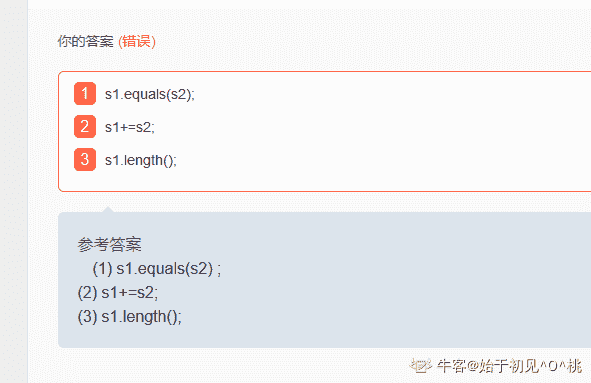 你的答案 (错误)
1 s1.equals(s2);
2 s1+=s2;
3 s1.length();
参考答案
(1) s1.equals(s2) ;
(2) s1+=s2;
(3) s1.length();
牛客@始于初见^O^桃